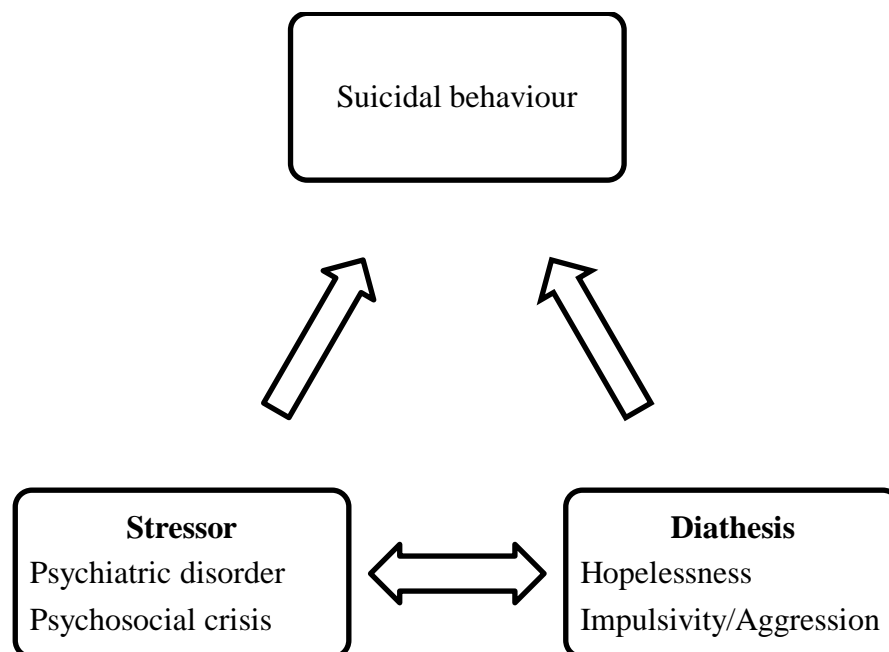 Suicidal behaviour
Stressor
Psychiatric disorder
Psychosocial crisis
Diathesis
Hopelessness
Impulsivity/Aggression